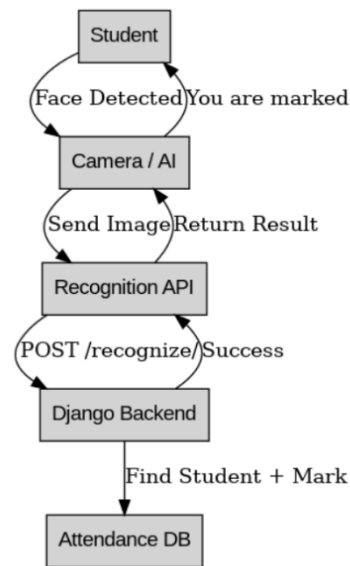 Student
Face Detected
You are marked
Camera / AI
Send Image
Return Result
Recognition API
POST /recognize/
Success
Django Backend
Find Student + Mark
Attendance DB